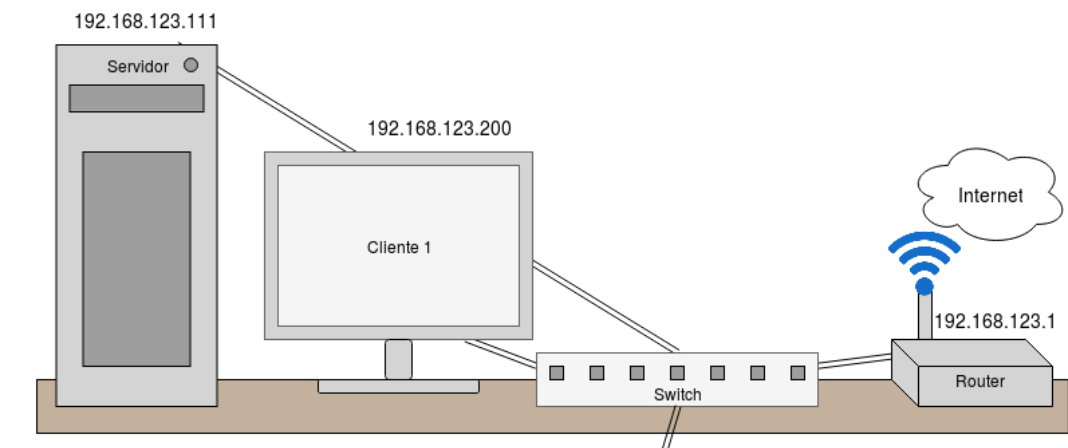 192.168.123.111
Servidor
192.168.123.200
Cliente 1
Internet
192.168.123.1
Router
Switch